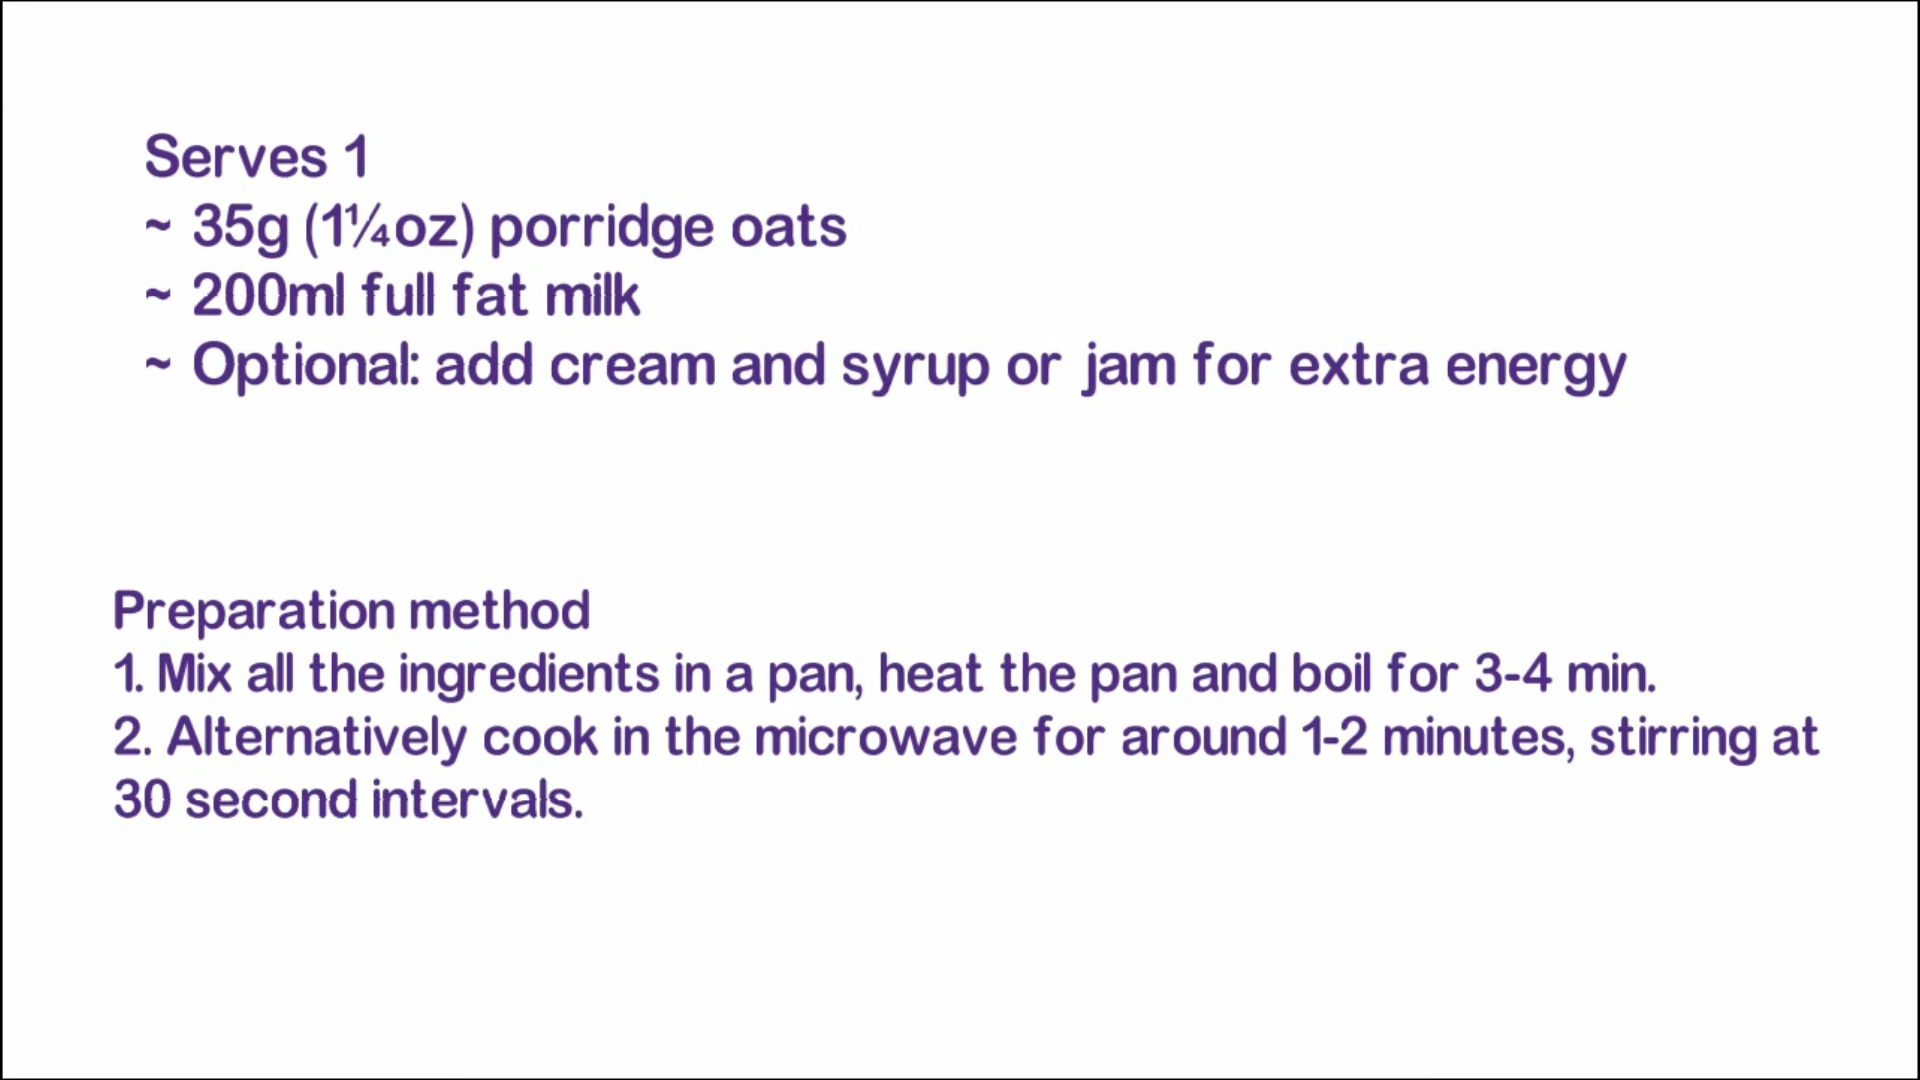 Serves 1
~ 35g (1¼oz) porridge oats
~ 200ml full fat milk
~ Optional: add cream and syrup or jam for extra energy
Preparation method
1. Mix all the ingredients in a pan, heat the pan and boil for 3-4 min.
2. Alternatively cook in the microwave for around 1-2 minutes, stirring at
30 second intervals.